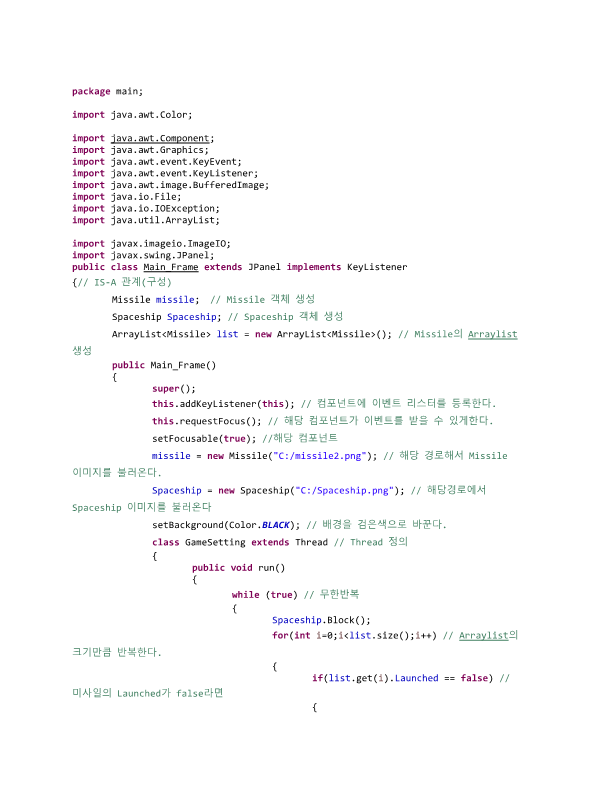 package main;
import java.awt.Color;
import java.awt.Component;
import java.awt.Graphics;
import java.awt.event.KeyEvent;
import java.awt.event.KeyListener;
import java.awt.image.BufferedImage;
import java.io.File;
import java.io.IOException;
import java.util.ArrayList;
import javax.imageio.ImageIO;
import javax.swing.JPanel;
public class Main_Frame extends JPanel implements KeyListener
{// IS-A 관계(구성)
Missile missile;  // Missile 객체 생성
Spaceship Spaceship; // Spaceship 객체 생성
ArrayList<Missile> list = new ArrayList<Missile>(); // Missile의 Arraylist
생성
public Main_Frame()
{
super();
this.addKeyListener(this); // 컴포넌트에 이벤트 리스터를 등록한다.
this.requestFocus(); // 해당 컴포넌트가 이벤트를 받을 수 있게한다.
setFocusable(true); //해당 컴포넌트
missile = new Missile("C:/missile2.png"); // 해당 경로해서 Missile
이미지를 불러온다.
Spaceship = new Spaceship("C:/Spaceship.png"); // 해당경로에서
Spaceship 이미지를 불러온다
setBackground(Color.BLACK); // 배경을 검은색으로 바꾼다.
class GameSetting extends Thread // Thread 정의
{
public void run()
{
while (true) // 무한반복
{
Spaceship.Block();
for(int i=0;i<list.size();i++) // Arraylist의
크기만큼 반복한다.
{
if(list.get(i).Launched == false) //
미사일의 Launched가 false라면
{